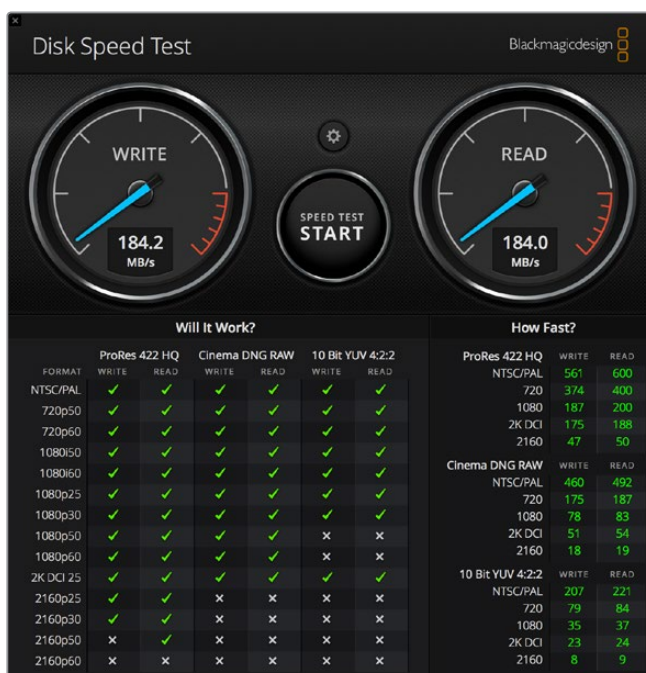 Disk Speed Test
Blackmagicdesign
WRITE
184.2
MB/s
SPEED TEST
START
READ
184.0
MB/s
Will It Work?
ProRes 422 HQ Cinema DNG RAW 10 Bit YUV 4:2:2
FORMAT WRITE READ WRITE READ WRITE READ
NTSC/PAL ✓ ✓ ✓ ✓ ✓ ✓
720p50 ✓ ✓ ✓ ✓ ✓ ✓
720p60 ✓ ✓ ✓ ✓ ✓ ✓
1080i50 ✓ ✓ ✓ ✓ ✓ ✓
1080i60 ✓ ✓ ✓ ✓ ✓ ✓
1080p25 ✓ ✓ ✓ ✓ ✓ ✓
1080p30 ✓ ✓ ✓ ✓ ✓ ✓
1080p50 ✓ ✓ ✓ ✓ × ×
1080p60 ✓ ✓ ✓ ✓ × ×
2K DCI 25 ✓ ✓ ✓ ✓ ✓ ✓
2160p25 ✓ ✓ × × × ×
2160p30 ✓ ✓ × × × ×
2160p50 × ✓ × × × ×
2160p60 × × × × × ×
How Fast?
ProRes 422 HQ WRITE READ
NTSC/PAL 561 600
720 374 400
1080 187 200
2K DCI 175 188
2160 47 50
Cinema DNG RAW WRITE READ
NTSC/PAL 460 492
720 175 187
1080 78 83
2K DCI 51 54
2160 18 19
10 Bit YUV 4:2:2 WRITE READ
NTSC/PAL 207 221
720 79 84
1080 35 37
2K DCI 23 24
2160 8 9